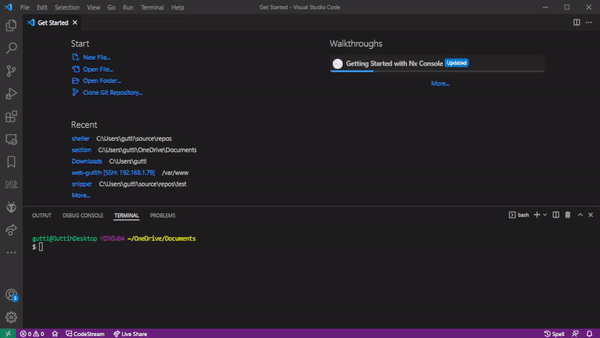 File Edit Selection View Go Run Terminal Help
Get Started - Visual Studio Code
Get Started
Start
New File...
Open File...
Open Folder...
Clone Git Repository...
Recent
sheller C:\Users\gutti\source\repos
section C:\Users\gutti\OneDrive\Documents
Downloads C:\Users\gutti
web-guttih [SSH: 192.168.1.79] /var/www
snipper C:\Users\gutti\source\repos\test
More...
Walkthroughs
Getting Started with Nx Console Updated
More...
OUTPUT DEBUG CONSOLE TERMINAL PROBLEMS
bash
gutti@GuttihDesktop MINGW64 ~/OneDrive/Documents
$
0 0 CodeStream Live Share
Spell